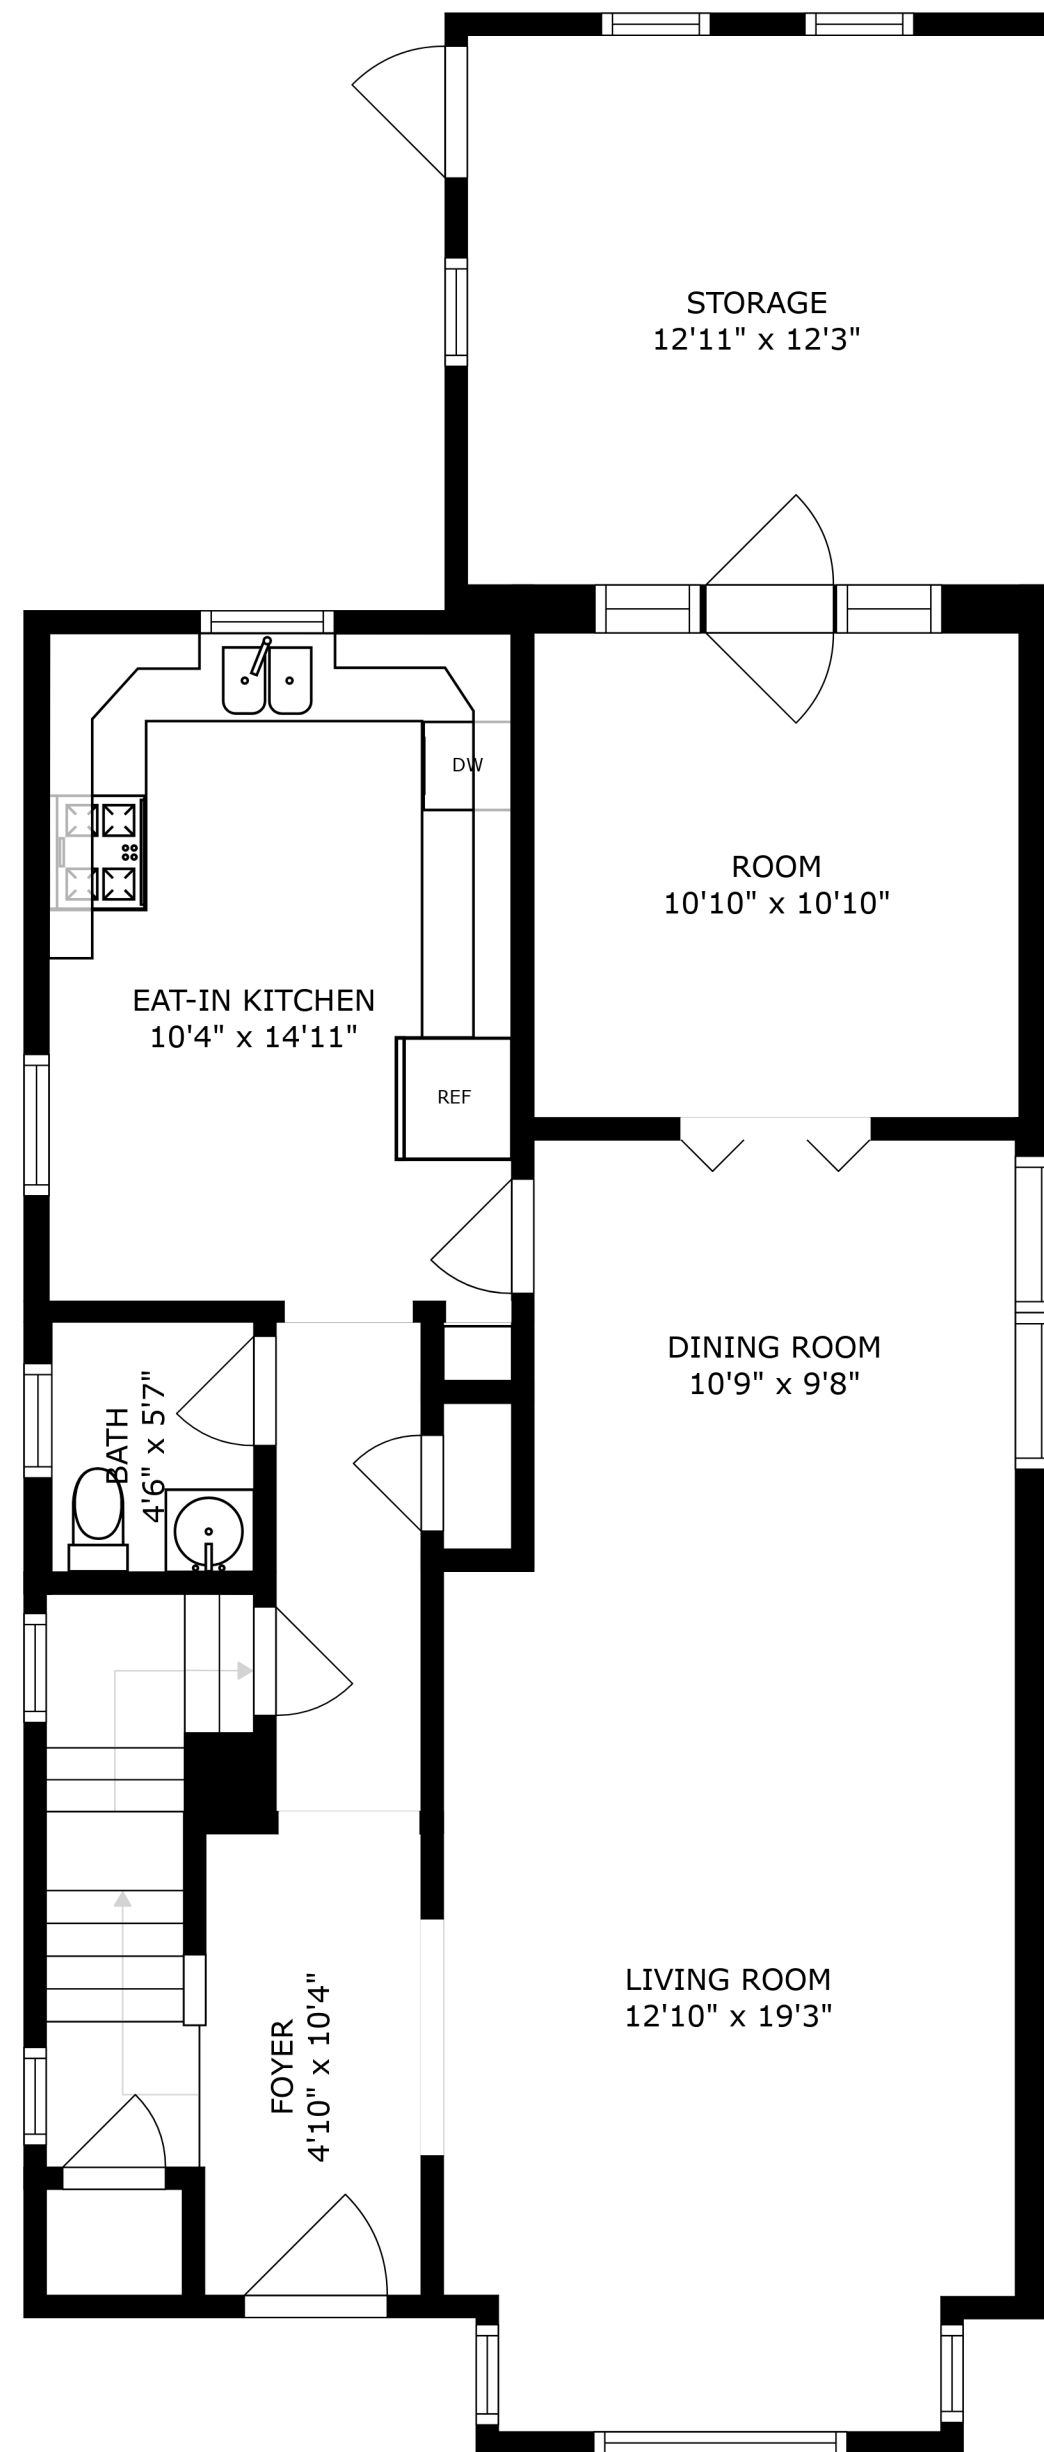 STORAGE
12'11" x 12'3"
DW
ROOM
10'10" x 10'10"
EAT-IN KITCHEN
10'4" x 14'11"
REF
DINING ROOM
10'9" x 9'8"
BATH
4'6" x 5'7"
LIVING ROOM
12'10" x 19'3"
FOYER
4'10" x 10'4"